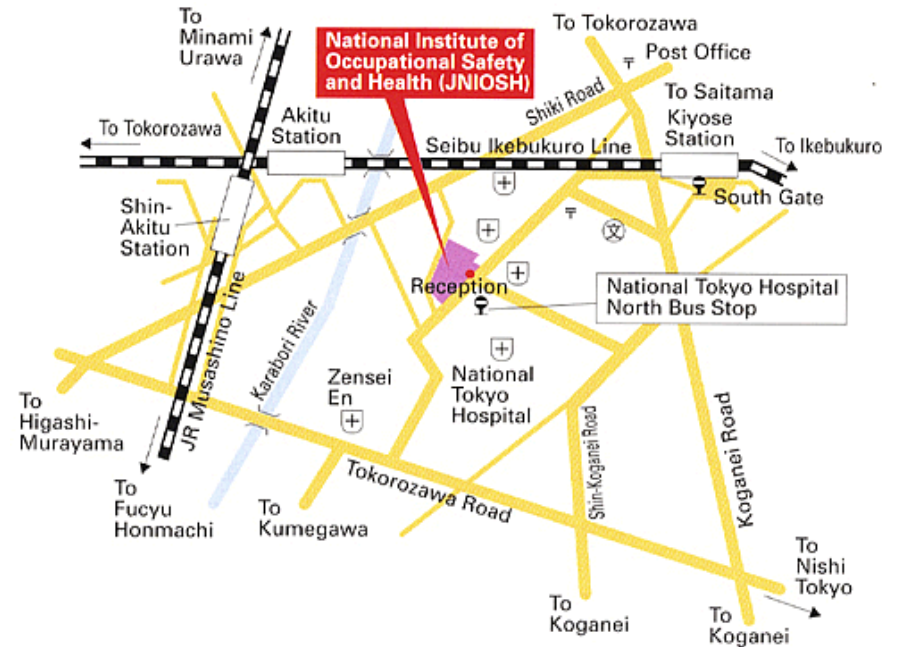 To
Minami
Urawa
National Institute of
Occupational Safety
and Health (JNIOSH)
To Tokorozawa
Post Office
To Saitama
Kiyose
Station
Shiki Road
Akitu
Station
To Tokorozawa
Seibu Ikebukuro Line
To Ikebukuro
South Gate
Shin-
Akitu
Station
文
Reception
National Tokyo Hospital
North Bus Stop
JR Musashino Line
Karabori River
Zensei
En
National
Tokyo
Hospital
To
Higashi-
Murayama
Shin-Koganei Road
Koganei Road
Tokorozawa Road
To
Fucyu
Honmachi
To
Kumegawa
To
Nishi
Tokyo
To
Koganei
To
Koganei